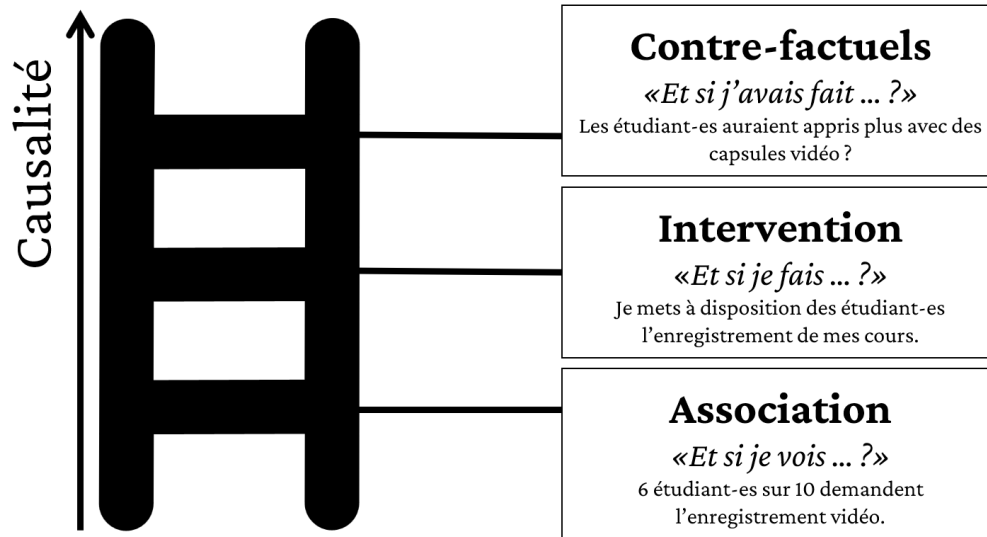 Causalité
Contre-factuels
«Et si j’avais fait ... ?»
Les étudiant-es auraient appris plus avec des
capsules vidéo ?
Intervention
«Et si je fais ... ?»
Je mets à disposition des étudiant-es
l’enregistrement de mes cours.
Association
«Et si je vois ... ?»
6 étudiant-es sur 10 demandent
l’enregistrement vidéo.